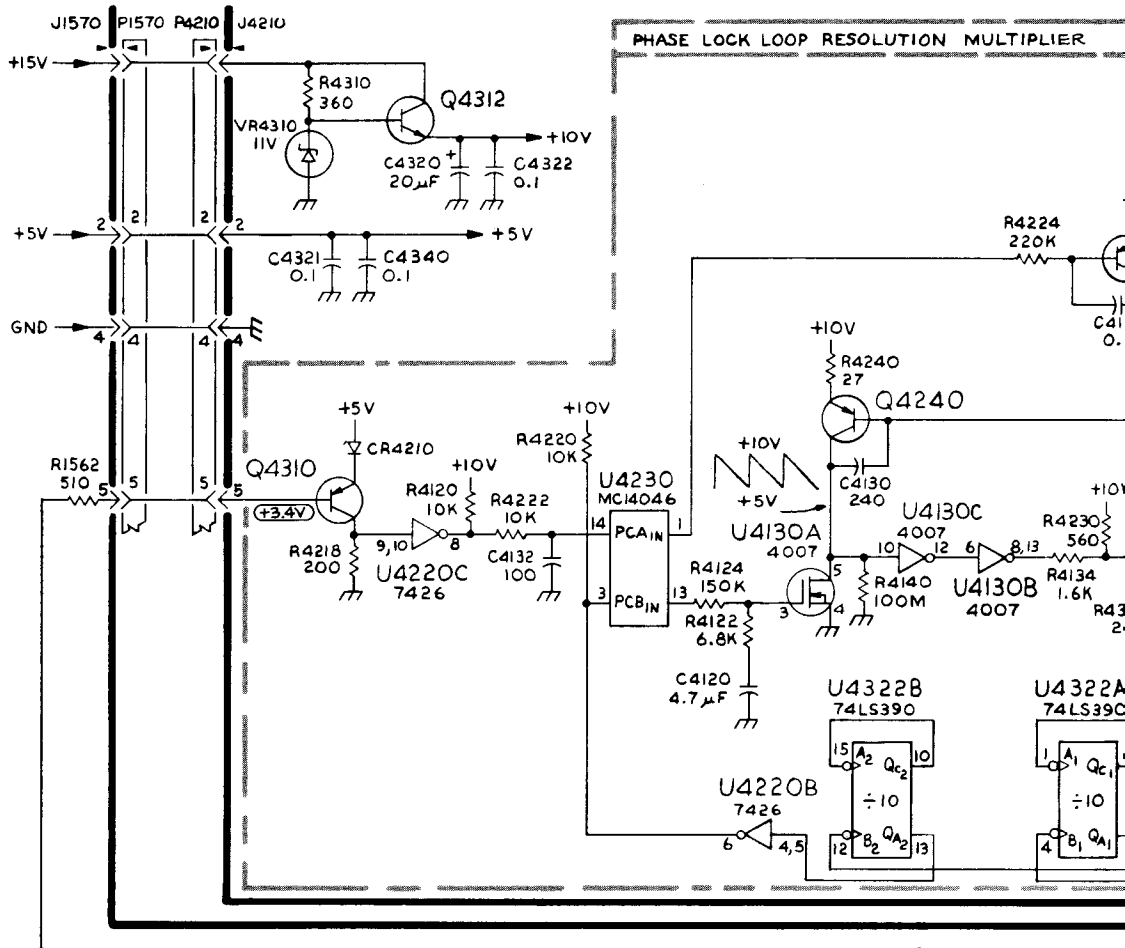 J1570 P1570 P4210 J4210
PHASE LOCK LOOP RESOLUTION MULTIPLIER
+15V
R4310
360
Q4312
VR4310
11V
+10V
C4320
20µF
+
C4322
0.1
+5V
2 2 2 2
+5V
C4321
0.1
C4340
0.1
R4224
220K
GND
4 4 4 4
+10V
R4240
27
Q4240
+5V
CR4210
+10V
R4220
10K
+10V
+5V
C4130
240
R1562
510
5 5 5 5
Q4310
+3.4V
+10V
R4120
10K
R4222
10K
U4230
MC14046
14
PCA IN
1
3
PCB IN
13
R4218
200
9,10
8
U4220C
7426
C4132
100
R4124
150K
R4122
6.8K
C4120
4.7µF
U4130A
4007
5
3
4
U4130C
4007
10
12
6
8,13
U4130B
4007
R4140
100M
R4230
560
R4134
1.6K
U4322B
74LS390
15
A2
QC2
10
÷10
12
B2
QA2
13
U4322A
1
A1
QC1
÷10
4
B1
QA1
U4220B
7426
6
4,5